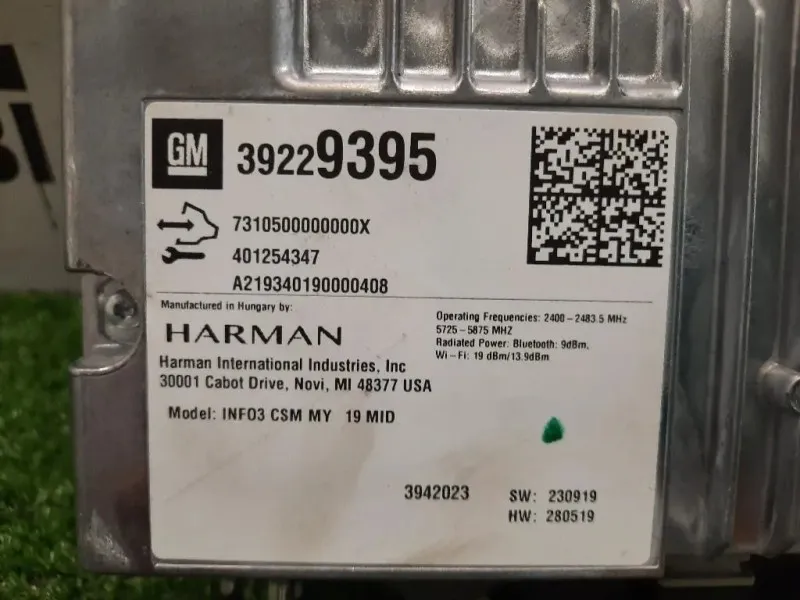 GM 39229395
7310500000000X
401254347
A219340190000408
Manufactured in Hungary by:
HARMAN
Harman International Industries, Inc
30001 Cabot Drive, Novi, MI 48377 USA
Model: INFO3 CSM MY 19 MID
Operating Frequencies: 2400-2483.5 MHz
5725-5875 MHZ
Radiated Power: Bluetooth: 9dBm,
Wi-Fi: 19 dBm/13.9dBm
3942023
SW: 230919
HW: 280519